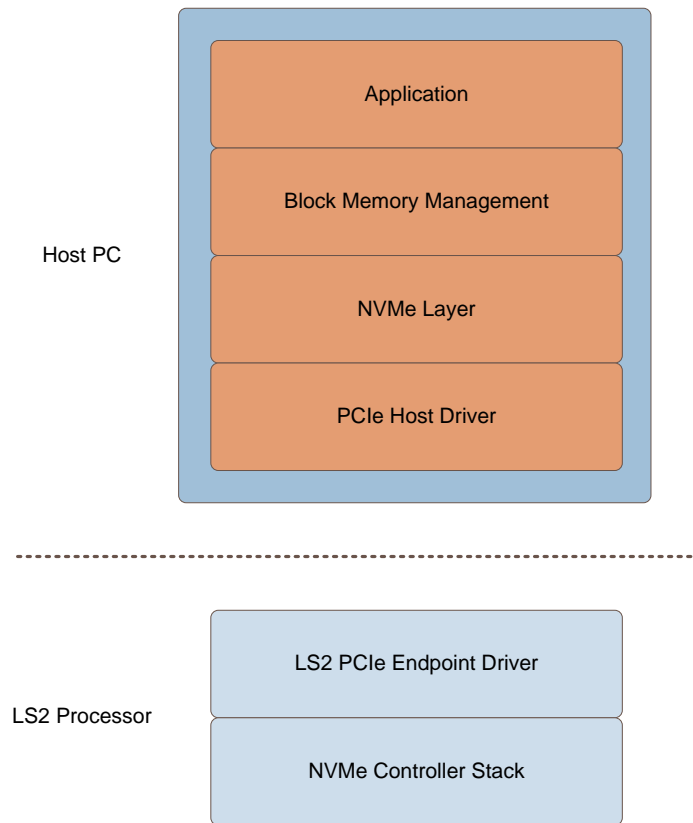 Application
Block Memory Management
Host PC
NVMe Layer
PCIe Host Driver
LS2 PCIe Endpoint Driver
LS2 Processor
NVMe Controller Stack